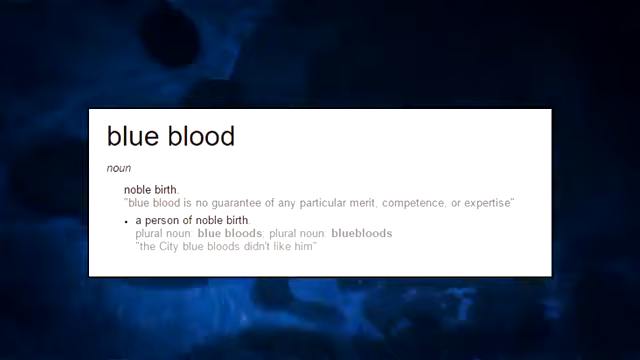 blue blood
noun
noble birth.
"blue blood is no guarantee of any particular merit, competence, or expertise"
• a person of noble birth.
plural noun: blue bloods; plural noun: bluebloods
"the City blue bloods didn't like him"